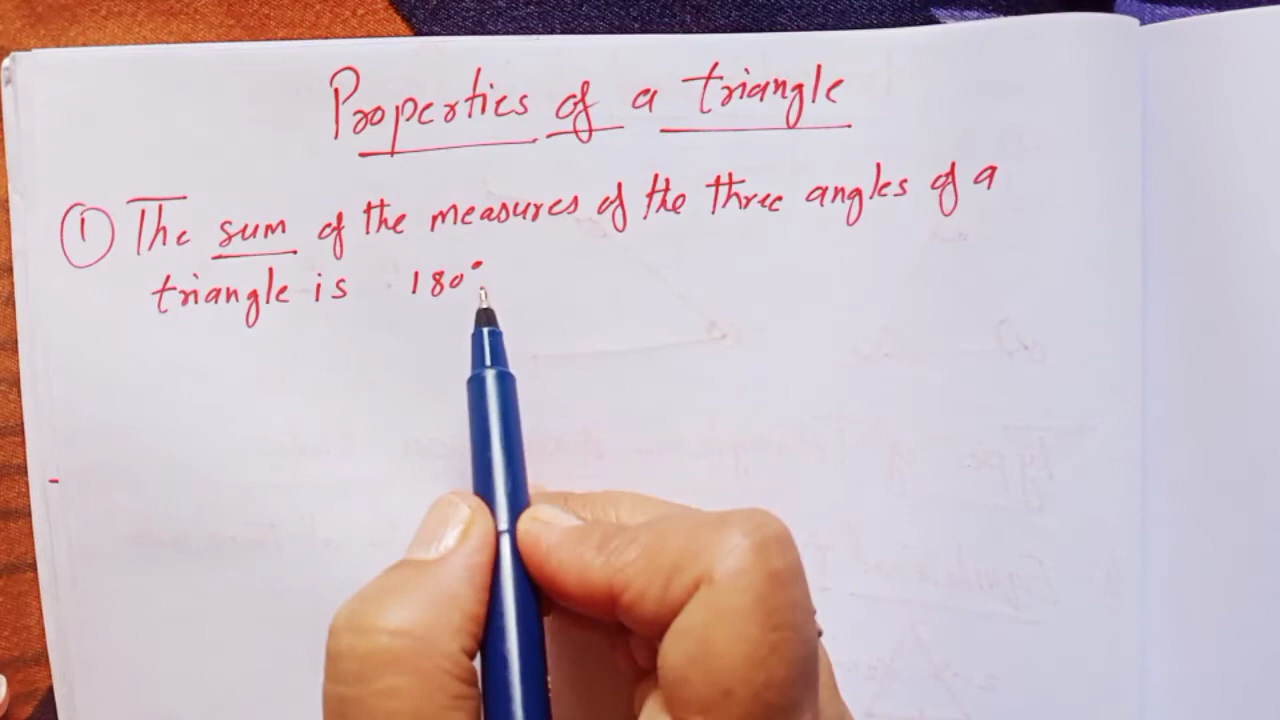 Properties of a triangle
① The sum of the measures of the three angles of a
triangle is 180°